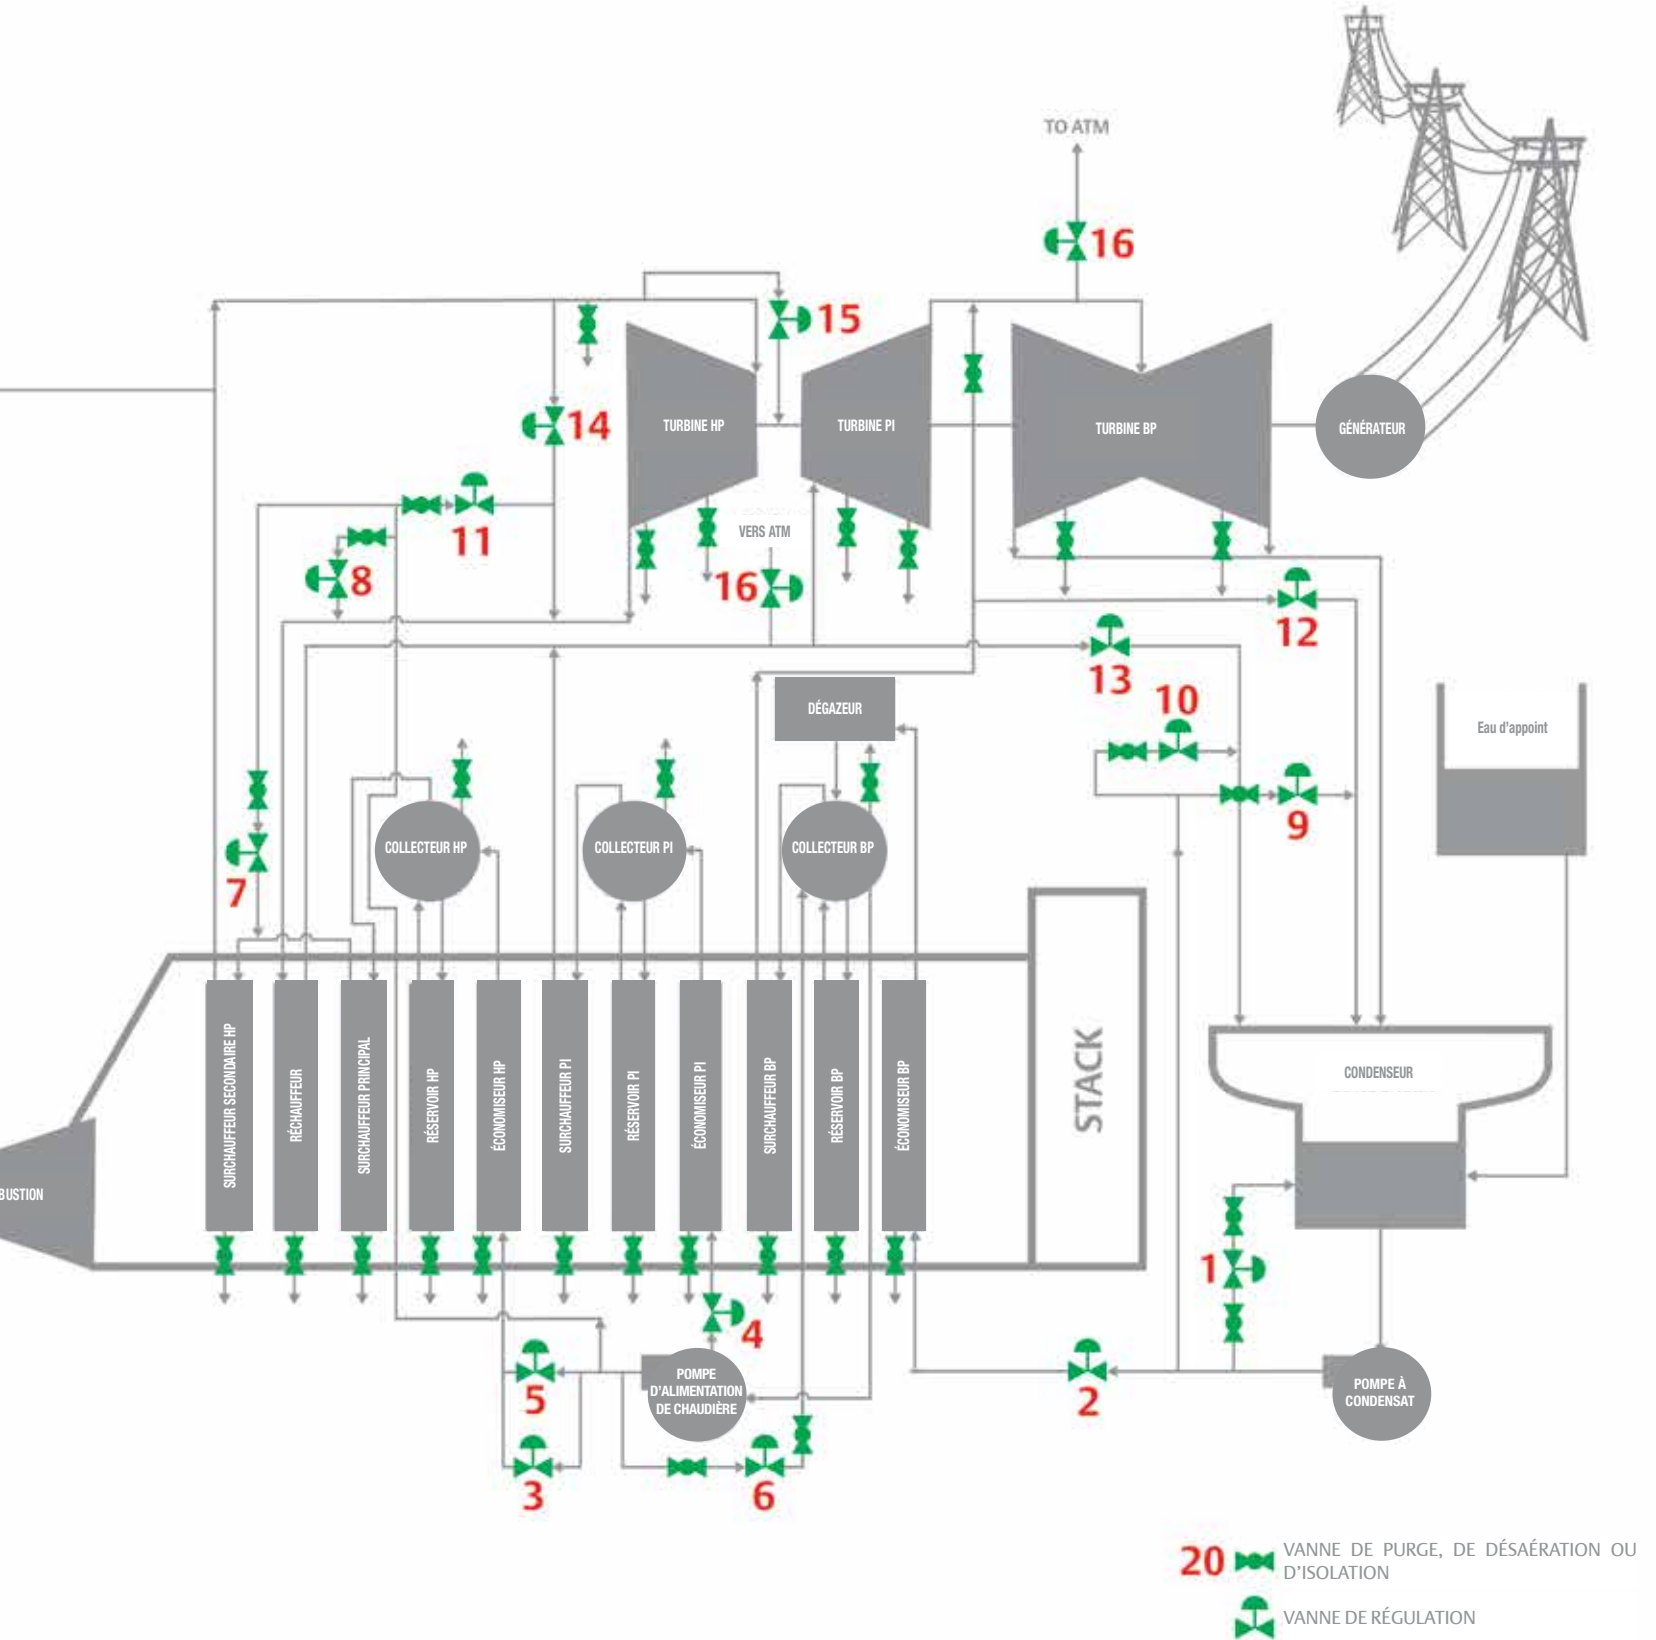 TO ATM
16
15
14
TURBINE HP
TURBINE PI
TURBINE BP
GÉNÉRATEUR
11
VERS ATM
8
16
12
13
10
DÉGAZEUR
Eau d'appoint
9
7
COLLECTEUR HP
COLLECTEUR PI
COLLECTEUR BP
SURCHAUFFEUR SECONDAIRE HP
RÉCHAUFFEUR
SURCHAUFFEUR PRINCIPAL
RÉSERVOIR HP
ÉCONOMISEUR HP
SURCHAUFFEUR PI
RÉSERVOIR PI
ÉCONOMISEUR PI
SURCHAUFFEUR BP
RÉSERVOIR BP
ÉCONOMISEUR BP
STACK
CONDENSEUR
BUSTION
1
4
5
POMPE
D'ALIMENTATION
DE CHAUDIÈRE
2
POMPE À
CONDENSAT
3
6
20 VANNE DE PURGE, DE DÉSAÉRATION OU
D'ISOLATION
VANNE DE RÉGULATION